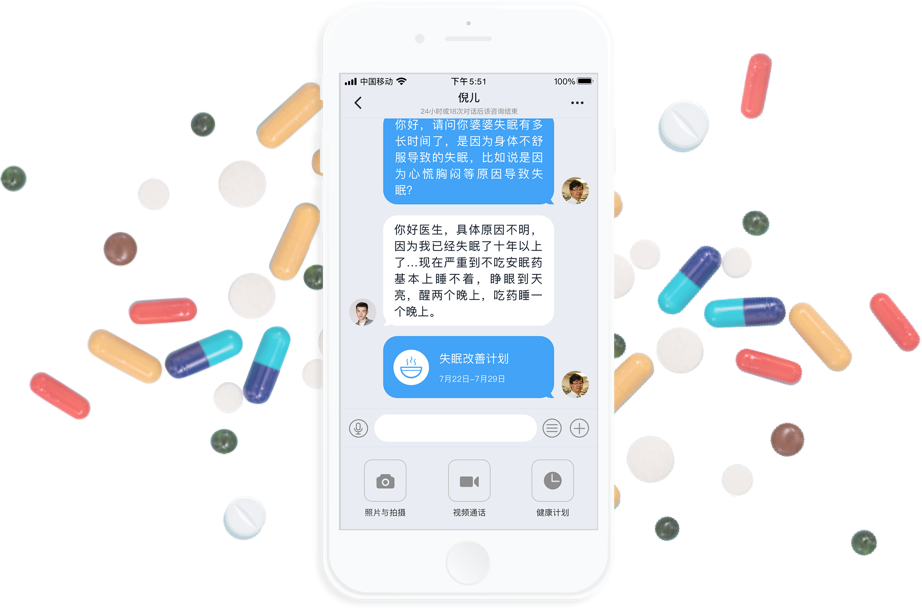 中国移动 下午 5:51 100%
倪儿
24小时或18次对话后该咨询结束
你好，请问你婆婆失眠有多
长时间了，是因为身体不舒
服导致的失眠，比如说是因
为心慌胸闷等原因导致失
眠？
你好医生，具体原因不明，
因为我已经失眠了十年以上
了...现在严重到不吃安眠药
基本上睡不着，睁眼到天
亮，醒两个晚上，吃药睡一
个晚上。
失眠改善计划
7月22日-7月29日
照片与拍摄 视频通话 健康计划